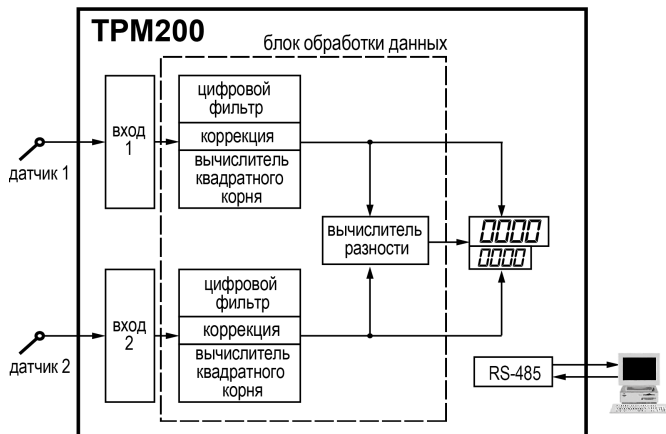 ТРМ200
блок обработки данных
цифровой
фильтр
вход
1
коррекция
датчик 1
вычислитель
квадратного
корня
вычислитель
разности
0000
0000
цифровой
фильтр
вход
2
коррекция
датчик 2
вычислитель
квадратного
корня
RS-485